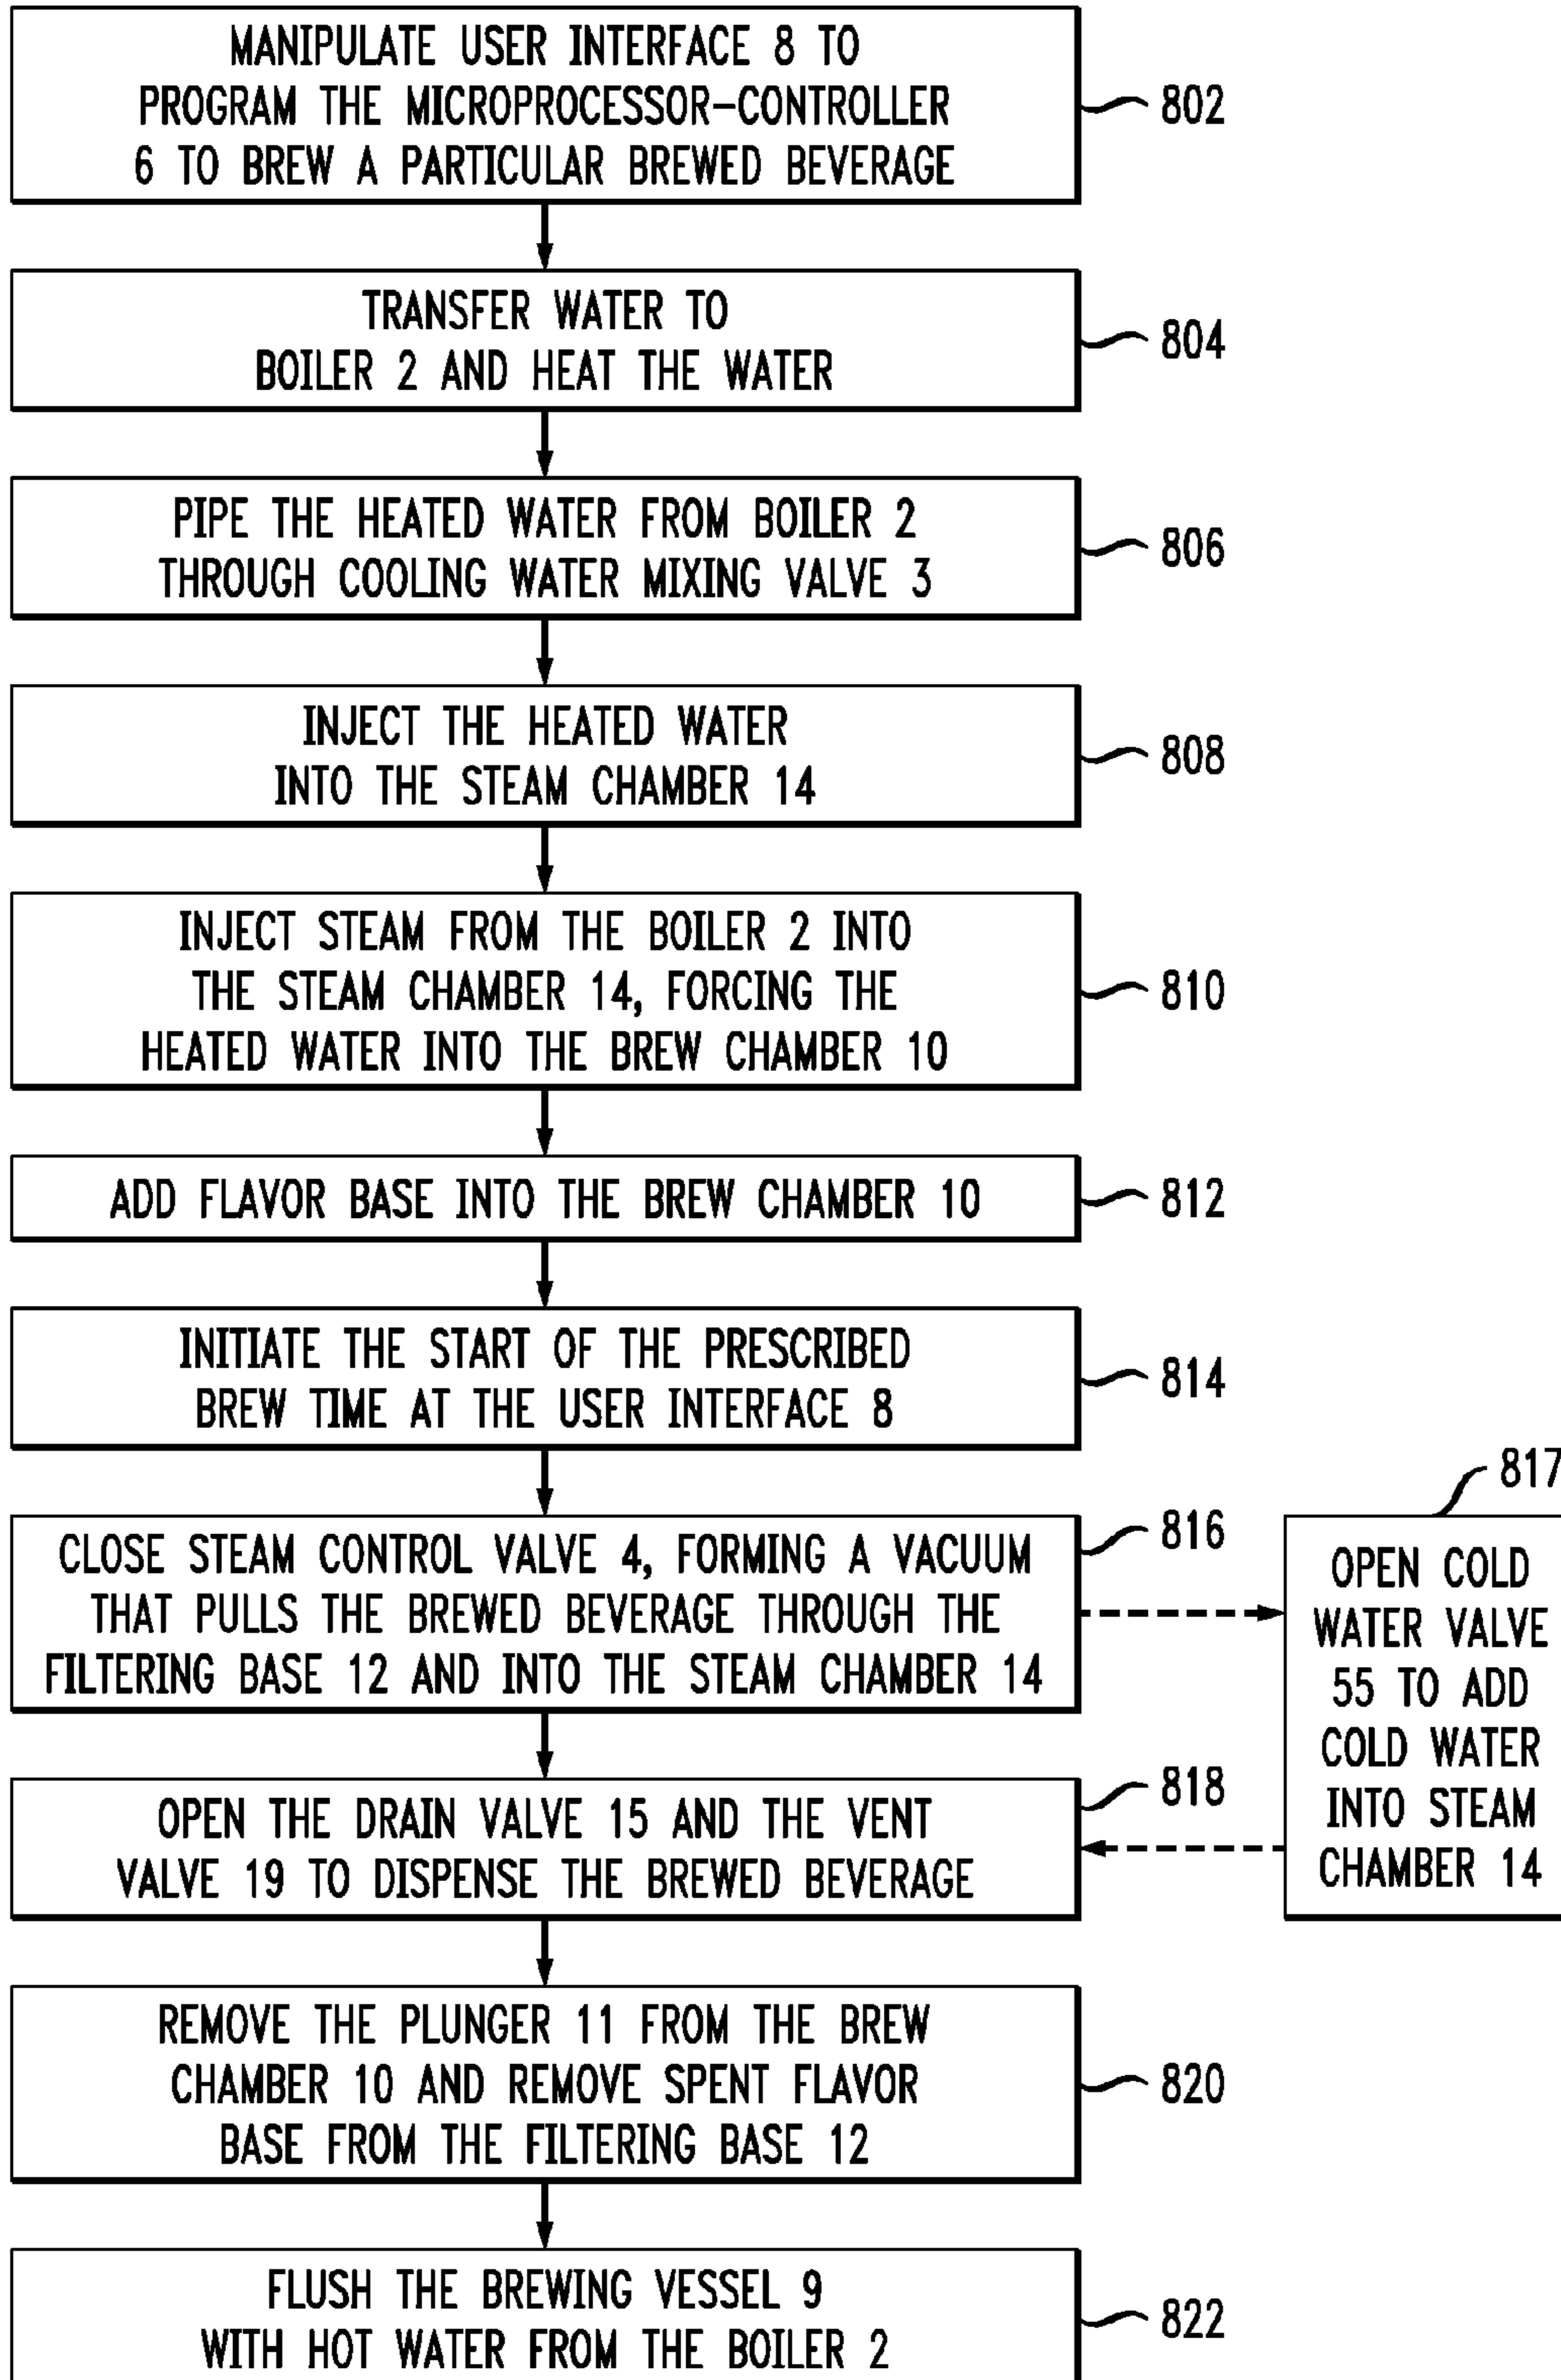 MANIPULATE USER INTERFACE 8 TO
PROGRAM THE MICROPROCESSOR-CONTROLLER
6 TO BREW A PARTICULAR BREWED BEVERAGE
802
TRANSFER WATER TO
BOILER 2 AND HEAT THE WATER
804
PIPE THE HEATED WATER FROM BOILER 2
THROUGH COOLING WATER MIXING VALVE 3
806
INJECT THE HEATED WATER
INTO THE STEAM CHAMBER 14
808
INJECT STEAM FROM THE BOILER 2 INTO
THE STEAM CHAMBER 14, FORCING THE
HEATED WATER INTO THE BREW CHAMBER 10
810
ADD FLAVOR BASE INTO THE BREW CHAMBER 10
812
INITIATE THE START OF THE PRESCRIBED
BREW TIME AT THE USER INTERFACE 8
814
CLOSE STEAM CONTROL VALVE 4, FORMING A VACUUM
THAT PULLS THE BREWED BEVERAGE THROUGH THE
FILTERING BASE 12 AND INTO THE STEAM CHAMBER 14
816
817
OPEN COLD
WATER VALVE
55 TO ADD
COLD WATER
INTO STEAM
CHAMBER 14
OPEN THE DRAIN VALVE 15 AND THE VENT
VALVE 19 TO DISPENSE THE BREWED BEVERAGE
818
REMOVE THE PLUNGER 11 FROM THE BREW
CHAMBER 10 AND REMOVE SPENT FLAVOR
BASE FROM THE FILTERING BASE 12
820
FLUSH THE BREWING VESSEL 9
WITH HOT WATER FROM THE BOILER 2
822